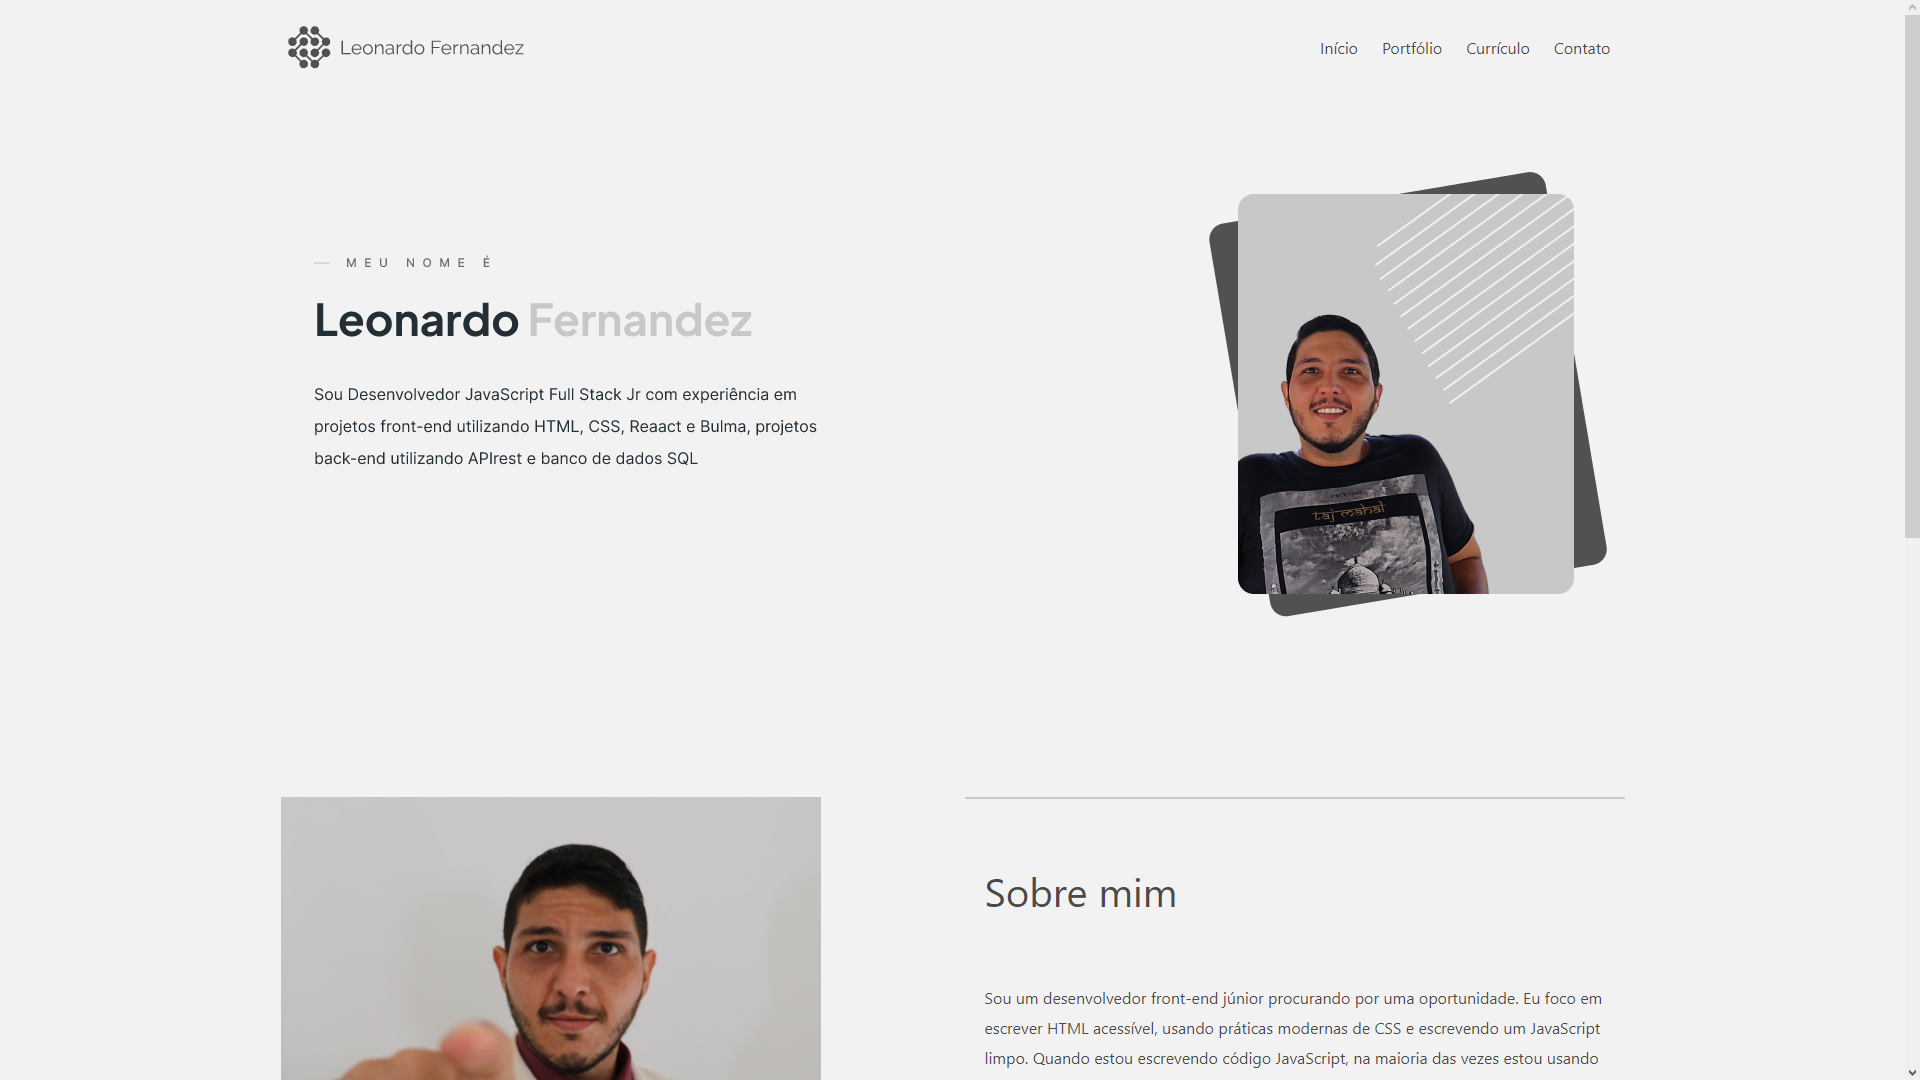 Leonardo Fernandez
Início Portfólio Currículo Contato
MEU NOME É
Leonardo Fernandez
Sou Desenvolvedor JavaScript Full Stack Jr com experiência em
projetos front-end utilizando HTML, CSS, Reaact e Bulma, projetos
back-end utilizando APIrest e banco de dados SQL
taj mahal
Sobre mim
Sou um desenvolvedor front-end júnior procurando por uma oportunidade. Eu foco em
escrever HTML acessível, usando práticas modernas de CSS e escrevendo um JavaScript
limpo. Quando estou escrevendo código JavaScript, na maioria das vezes estou usando